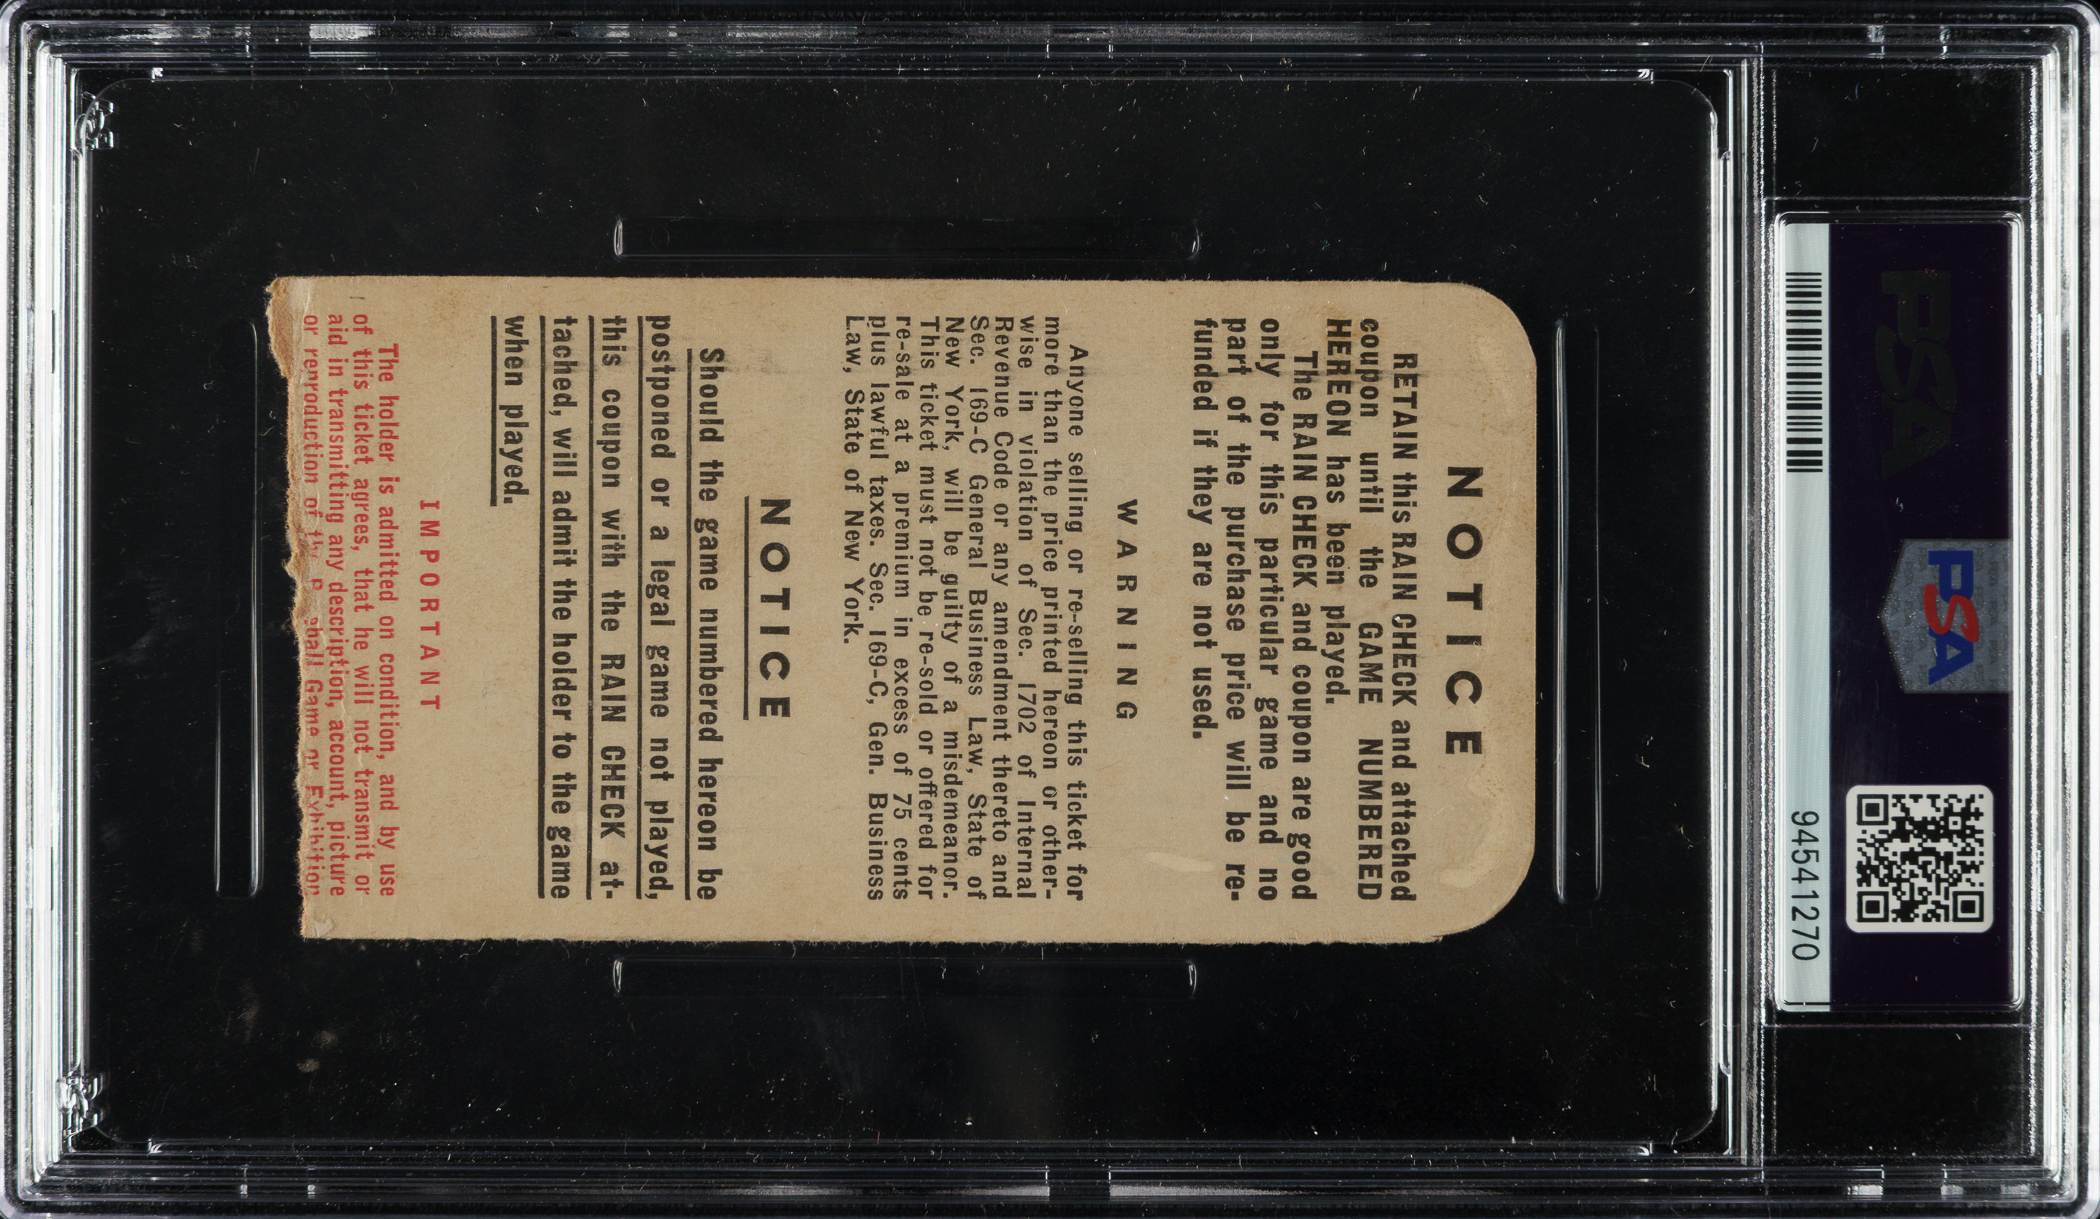 NOTICE
RETAIN this RAIN CHECK and attached
coupon until the GAME NUMBERED
HEREON has been played.
The RAIN CHECK and coupon are good
only for this particular game and no
part of the purchase price will be re-
funded if they are not used.
WARNING
Anyone selling or re-selling this ticket for
more than the price printed hereon or other-
wise in violation of Sec. 1702 of Internal
Revenue Code or any amendment thereto and
Sec. 169-C General Business Law, State of
New York, will be guilty of a misdemeanor.
This ticket must not be re-sold or offered for
re-sale at a premium in excess of 75 cents
plus lawful taxes. Sec. 169-C, Gen. Business
Law, State of New York.
NOTICE
Should the game numbered hereon be
postponed or a legal game not played,
this coupon with the RAIN CHECK at-
tached, will admit the holder to the game
when played.
IMPORTANT
The holder is admitted on condition, and by use
of this ticket agrees, that he will not transmit or
aid in transmitting any description, account, picture
or reproduction of Game or Exhibition
PSA
PSA
94541270